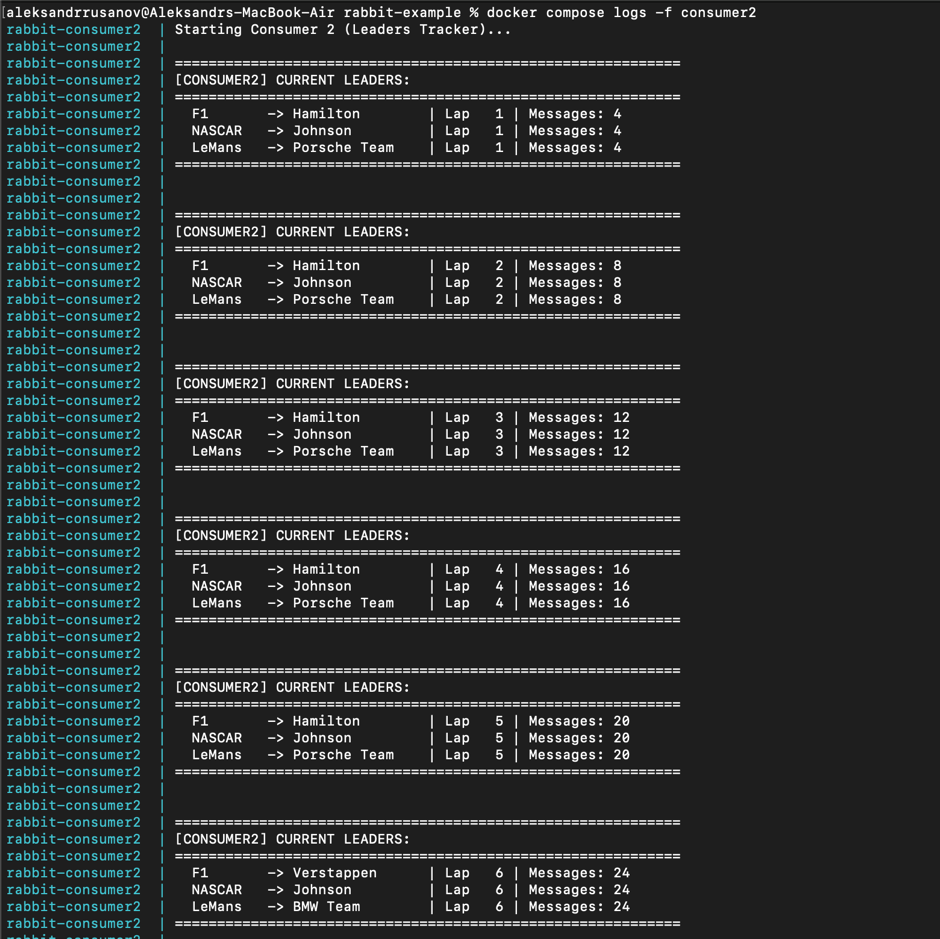 [aleksandrrusanov@Aleksandrs-MacBook-Air rabbit-example % docker compose logs -f consumer2
rabbit-consumer2  | Starting Consumer 2 (Leaders Tracker)...
rabbit-consumer2  |
rabbit-consumer2  | ============================================================
rabbit-consumer2  | [CONSUMER2] CURRENT LEADERS:
rabbit-consumer2  | ============================================================
rabbit-consumer2  |   F1       -> Hamilton        | Lap   1 | Messages: 4
rabbit-consumer2  |   NASCAR   -> Johnson         | Lap   1 | Messages: 4
rabbit-consumer2  |   LeMans   -> Porsche Team    | Lap   1 | Messages: 4
rabbit-consumer2  | ============================================================
rabbit-consumer2  |
rabbit-consumer2  |
rabbit-consumer2  | ============================================================
rabbit-consumer2  | [CONSUMER2] CURRENT LEADERS:
rabbit-consumer2  | ============================================================
rabbit-consumer2  |   F1       -> Hamilton        | Lap   2 | Messages: 8
rabbit-consumer2  |   NASCAR   -> Johnson         | Lap   2 | Messages: 8
rabbit-consumer2  |   LeMans   -> Porsche Team    | Lap   2 | Messages: 8
rabbit-consumer2  | ============================================================
rabbit-consumer2  |
rabbit-consumer2  |
rabbit-consumer2  | ============================================================
rabbit-consumer2  | [CONSUMER2] CURRENT LEADERS:
rabbit-consumer2  | ============================================================
rabbit-consumer2  |   F1       -> Hamilton        | Lap   3 | Messages: 12
rabbit-consumer2  |   NASCAR   -> Johnson         | Lap   3 | Messages: 12
rabbit-consumer2  |   LeMans   -> Porsche Team    | Lap   3 | Messages: 12
rabbit-consumer2  | ============================================================
rabbit-consumer2  |
rabbit-consumer2  |
rabbit-consumer2  | ============================================================
rabbit-consumer2  | [CONSUMER2] CURRENT LEADERS:
rabbit-consumer2  | ============================================================
rabbit-consumer2  |   F1       -> Hamilton        | Lap   4 | Messages: 16
rabbit-consumer2  |   NASCAR   -> Johnson         | Lap   4 | Messages: 16
rabbit-consumer2  |   LeMans   -> Porsche Team    | Lap   4 | Messages: 16
rabbit-consumer2  | ============================================================
rabbit-consumer2  |
rabbit-consumer2  |
rabbit-consumer2  | ============================================================
rabbit-consumer2  | [CONSUMER2] CURRENT LEADERS:
rabbit-consumer2  | ============================================================
rabbit-consumer2  |   F1       -> Hamilton        | Lap   5 | Messages: 20
rabbit-consumer2  |   NASCAR   -> Johnson         | Lap   5 | Messages: 20
rabbit-consumer2  |   LeMans   -> Porsche Team    | Lap   5 | Messages: 20
rabbit-consumer2  | ============================================================
rabbit-consumer2  |
rabbit-consumer2  |
rabbit-consumer2  | ============================================================
rabbit-consumer2  | [CONSUMER2] CURRENT LEADERS:
rabbit-consumer2  | ============================================================
rabbit-consumer2  |   F1       -> Verstappen      | Lap   6 | Messages: 24
rabbit-consumer2  |   NASCAR   -> Johnson         | Lap   6 | Messages: 24
rabbit-consumer2  |   LeMans   -> BMW Team        | Lap   6 | Messages: 24
rabbit-consumer2  | ============================================================